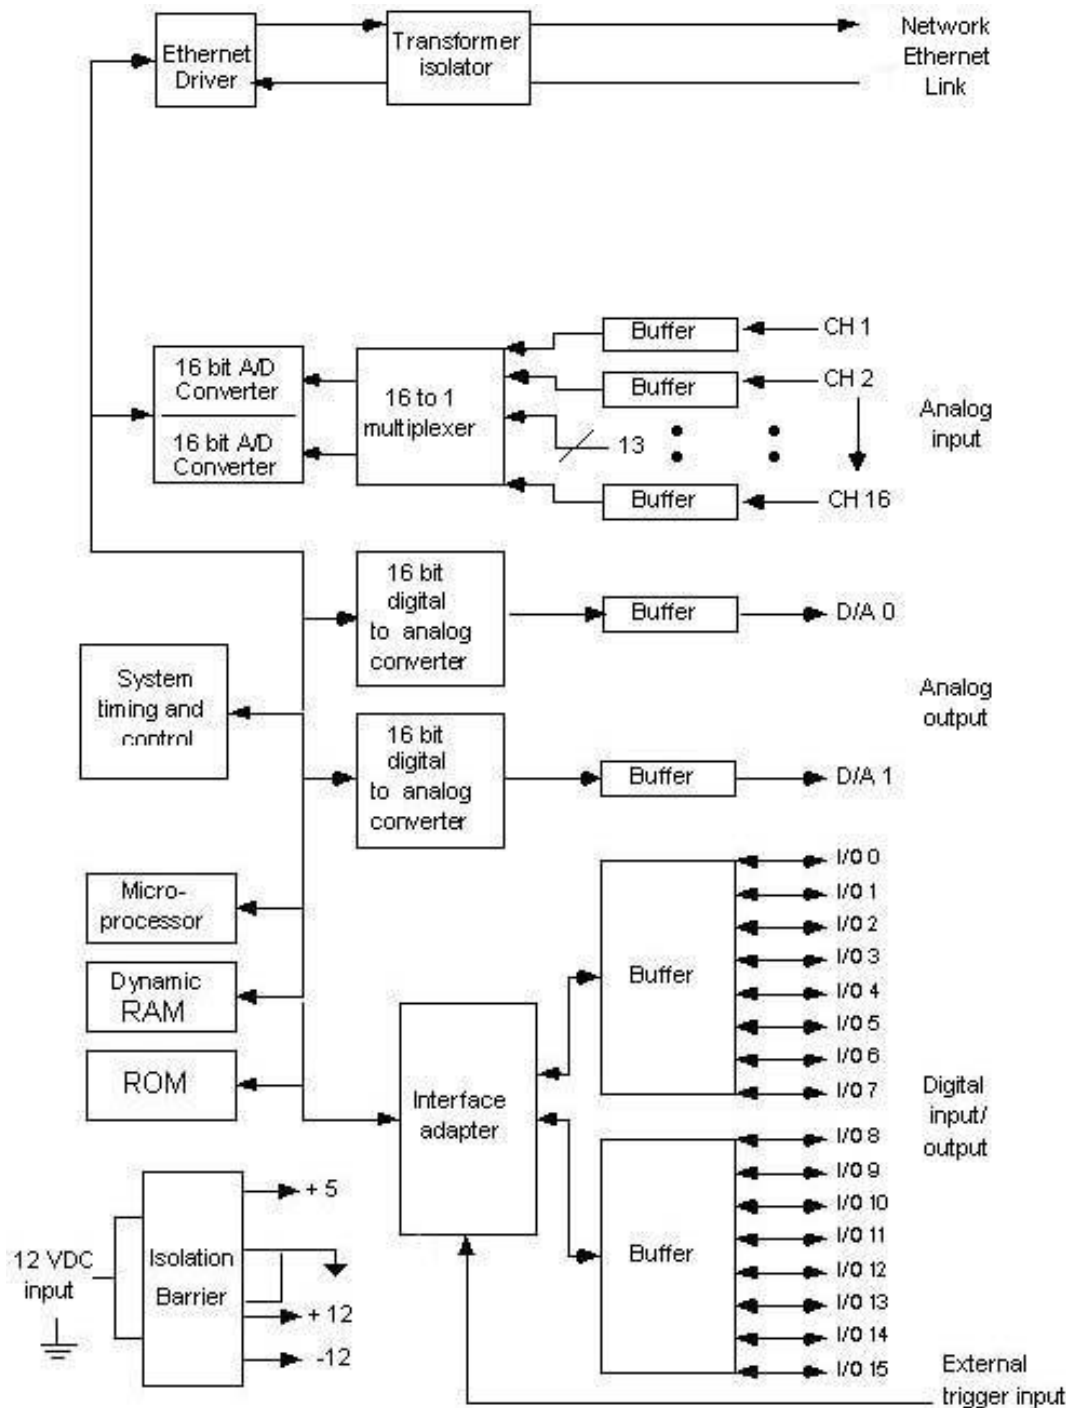 Ethernet
Driver
Transformer
isolator
Network
Ethernet
Link
16 bit A/D
Converter
16 bit A/D
Converter
16 to 1
multiplexer
Buffer
CH 1
Buffer
CH 2
13
Buffer
CH 16
Analog
input
16 bit
digital
to analog
converter
Buffer
D/A 0
System
timing and
control
16 bit
digital
to analog
converter
Buffer
D/A 1
Analog
output
Micro-
processor
Dynamic
RAM
ROM
Interface
adapter
Buffer
I/O 0
I/O 1
I/O 2
I/O 3
I/O 4
I/O 5
I/O 6
I/O 7
Buffer
I/O 8
I/O 9
I/O 10
I/O 11
I/O 12
I/O 13
I/O 14
I/O 15
Digital
input/
output
12 VDC
input
Isolation
Barrier
+ 5
+ 12
-12
External
trigger input